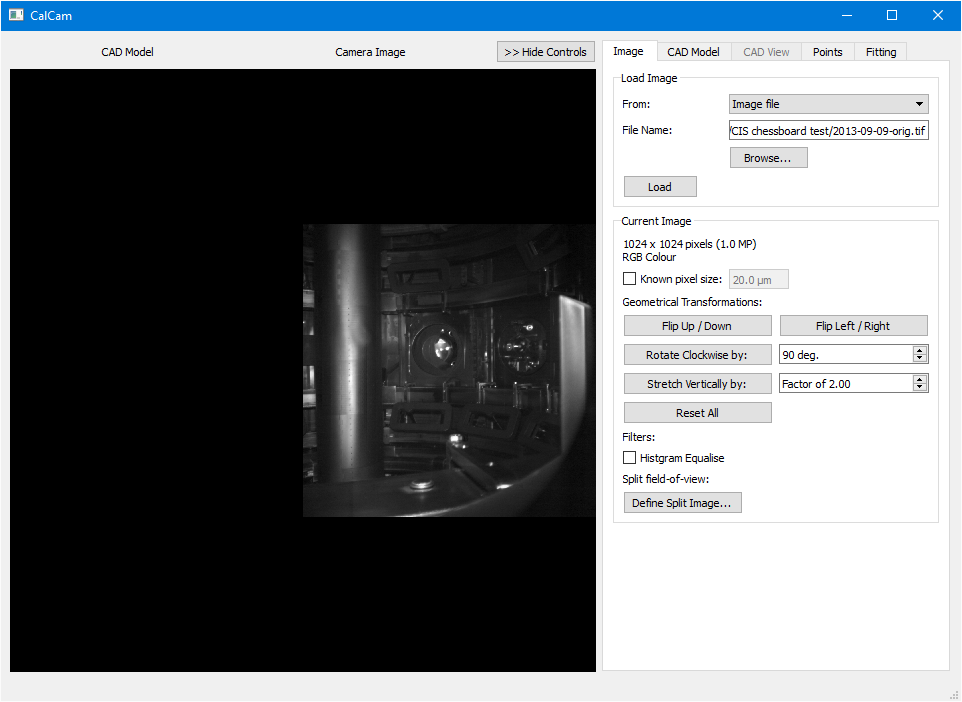 CalCam
CAD Model
Camera Image
>> Hide Controls
Image
CAD Model
CAD View
Points
Fitting
Load Image
From:
Image file
File Name:
/CIS chessboard test/2013-09-09-orig.tif
Browse...
Load
Current Image
1024 x 1024 pixels (1.0 MP)
RGB Colour
Known pixel size:
20.0 µm
Geometrical Transformations:
Flip Up / Down
Flip Left / Right
Rotate Clockwise by:
90 deg.
Stretch Vertically by:
Factor of 2.00
Reset All
Filters:
Histgram Equalise
Split field-of-view:
Define Split Image...